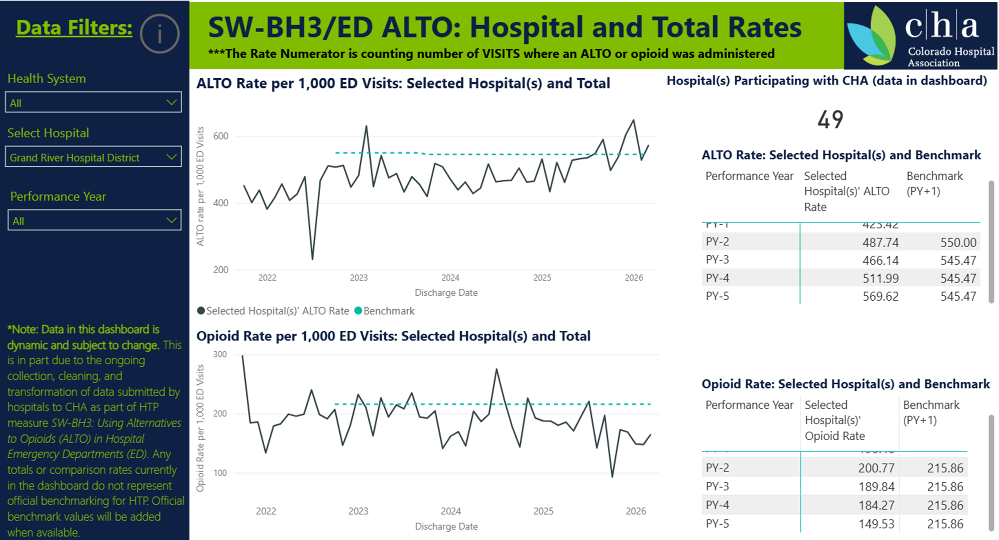 Data Filters:
i
Health System
All
Select Hospital
Grand River Hospital District
Performance Year
All
*Note: Data in this dashboard is
dynamic and subject to change. This
is in part due to the ongoing
collection, cleaning, and
transformation of data submitted by
hospitals to CHA as part of HTP
measure SW-BH3: Using Alternatives
to Opioids (ALTO) in Hospital
Emergency Departments (ED). Any
totals or comparison rates currently
in the dashboard do not represent
official benchmarking for HTP. Official
benchmark values will be added
when available.
SW-BH3/ED ALTO: Hospital and Total Rates
***The Rate Numerator is counting number of VISITS where an ALTO or opioid was administered
c|h|a
Colorado Hospital
Association
ALTO Rate per 1,000 ED Visits: Selected Hospital(s) and Total
ALTO rate per 1,000 ED Visits
600
400
200
2022 2023 2024 2025 2026
Discharge Date
Selected Hospital(s)' ALTO Rate Benchmark
Opioid Rate per 1,000 ED Visits: Selected Hospital(s) and Total
Opioid Rate per 1,000 ED Visits
300
200
100
2022 2023 2024 2025 2026
Discharge Date
Hospital(s) Participating with CHA (data in dashboard)
49
ALTO Rate: Selected Hospital(s) and Benchmark
Performance Year Selected Benchmark
Hospital(s)' ALTO (PY+1)
Rate
PY-1 423.42
PY-2 487.74 550.00
PY-3 466.14 545.47
PY-4 511.99 545.47
PY-5 569.62 545.47
Opioid Rate: Selected Hospital(s) and Benchmark
Performance Year Selected Benchmark
Hospital(s)' (PY+1)
Opioid Rate
PY-2 200.77 215.86
PY-3 189.84 215.86
PY-4 184.27 215.86
PY-5 149.53 215.86